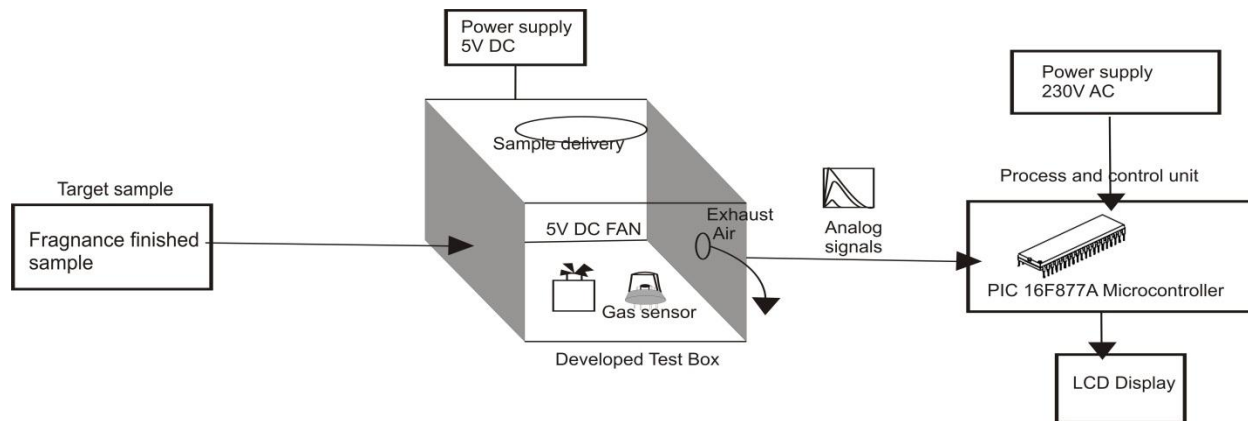 Power supply
5V DC
Power supply
230V AC
Sample delivery
Target sample
Process and control unit
Fragnance finished
sample
5V DC FAN
Exhaust
Air
Analog
signals
PIC 16F877A Microcontroller
Gas sensor
Developed Test Box
LCD Display